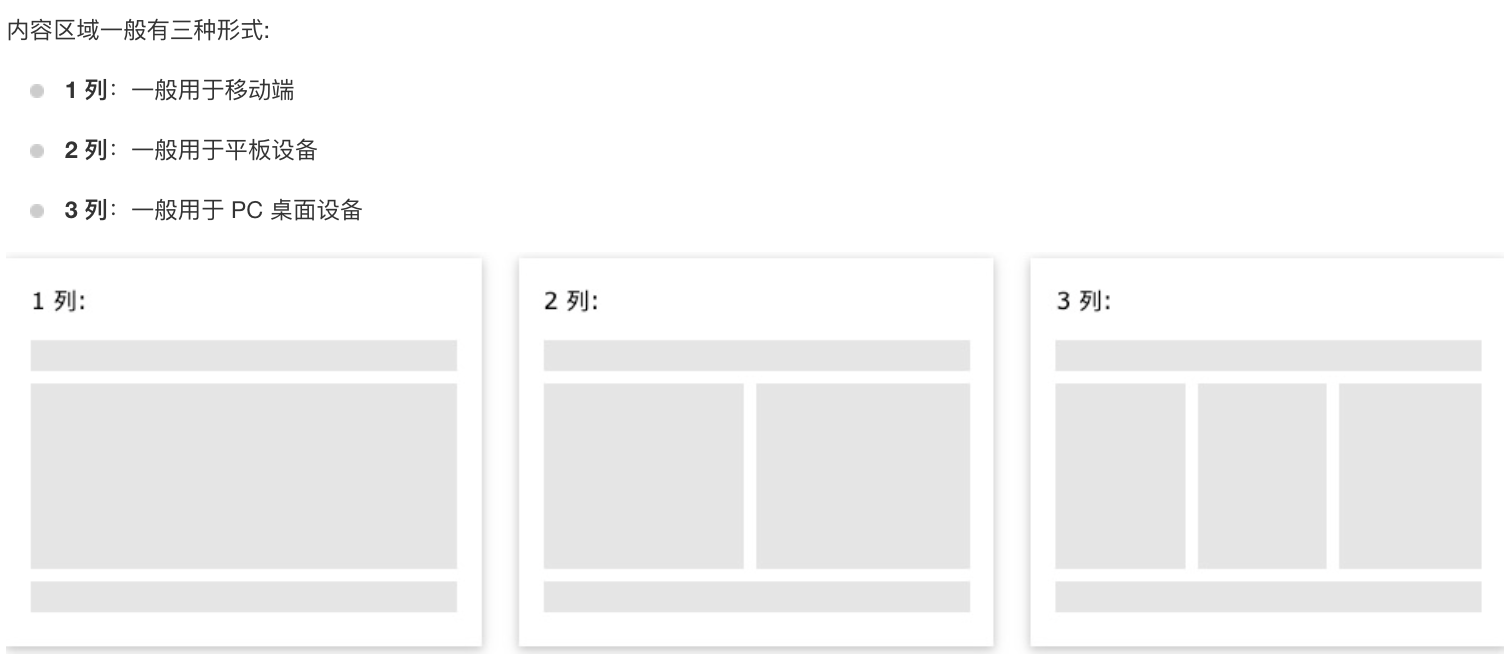 内容区域一般有三种形式:
1 列：一般用于移动端
2 列：一般用于平板设备
3 列：一般用于 PC 桌面设备
1 列:
2 列:
3 列: